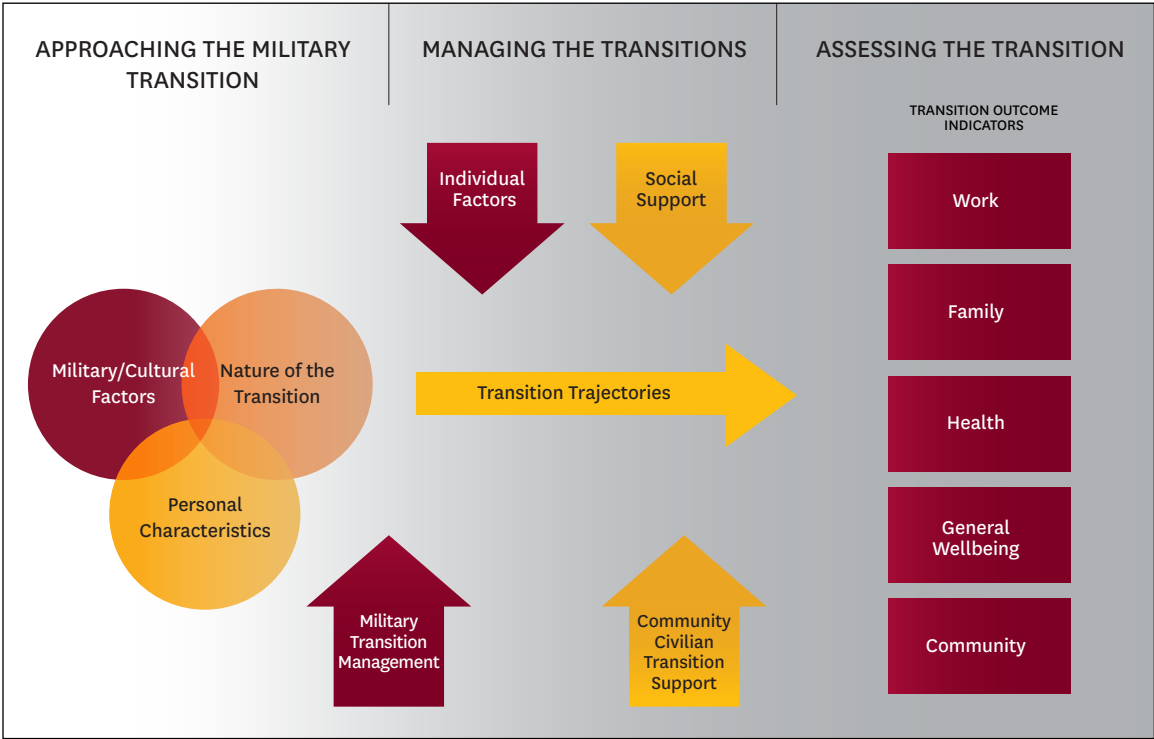 APPROACHING THE MILITARY
TRANSITION
MANAGING THE TRANSITIONS
ASSESSING THE TRANSITION
TRANSITION OUTCOME
INDICATORS
Individual
Factors
Social
Support
Work
Family
Military/Cultural
Factors
Nature of the
Transition
Transition Trajectories
Health
Personal
Characteristics
General
Wellbeing
Military
Transition
Management
Community
Civilian
Transition
Support
Community